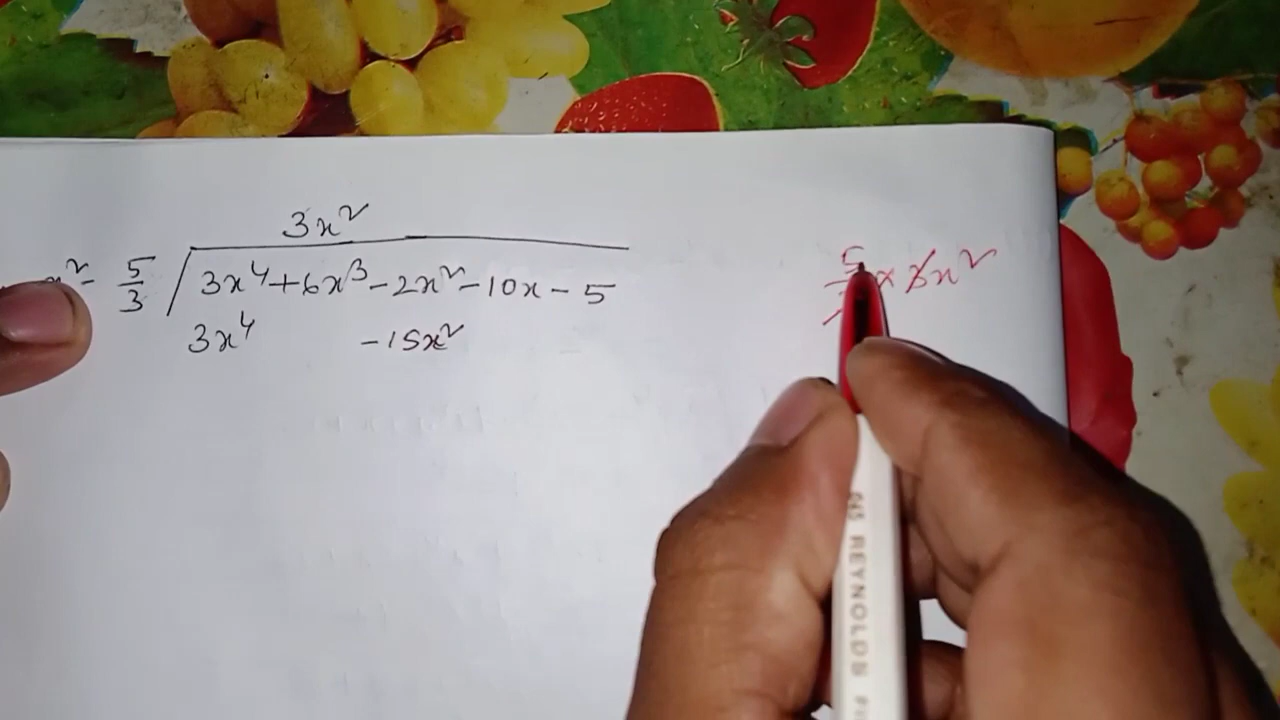 3x²
x² - 5/3 ) 3x⁴ + 6x³ - 2x² - 10x - 5
3x⁴ - 15x²
5/3 × 3x²
REYNOLDS